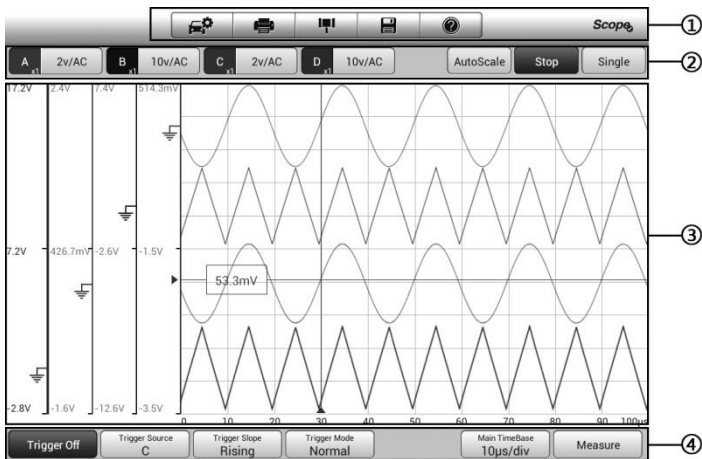 Scope
①
A x1 2v/AC B x1 10v/AC C x1 2v/AC D x1 10v/AC AutoScale Stop Single
②
17.2V 2.4V 7.4V 514.3mV
③
7.2V 426.7mV -2.6V -1.5V
53.3mV
-2.8V -1.6V -12.6V -3.5V
0 10 20 30 40 50 60 70 80 90 100μs
Trigger Off
Trigger Source
C
Trigger Slope
Rising
Trigger Mode
Normal
Main TimeBase
10μs/div
Measure
④